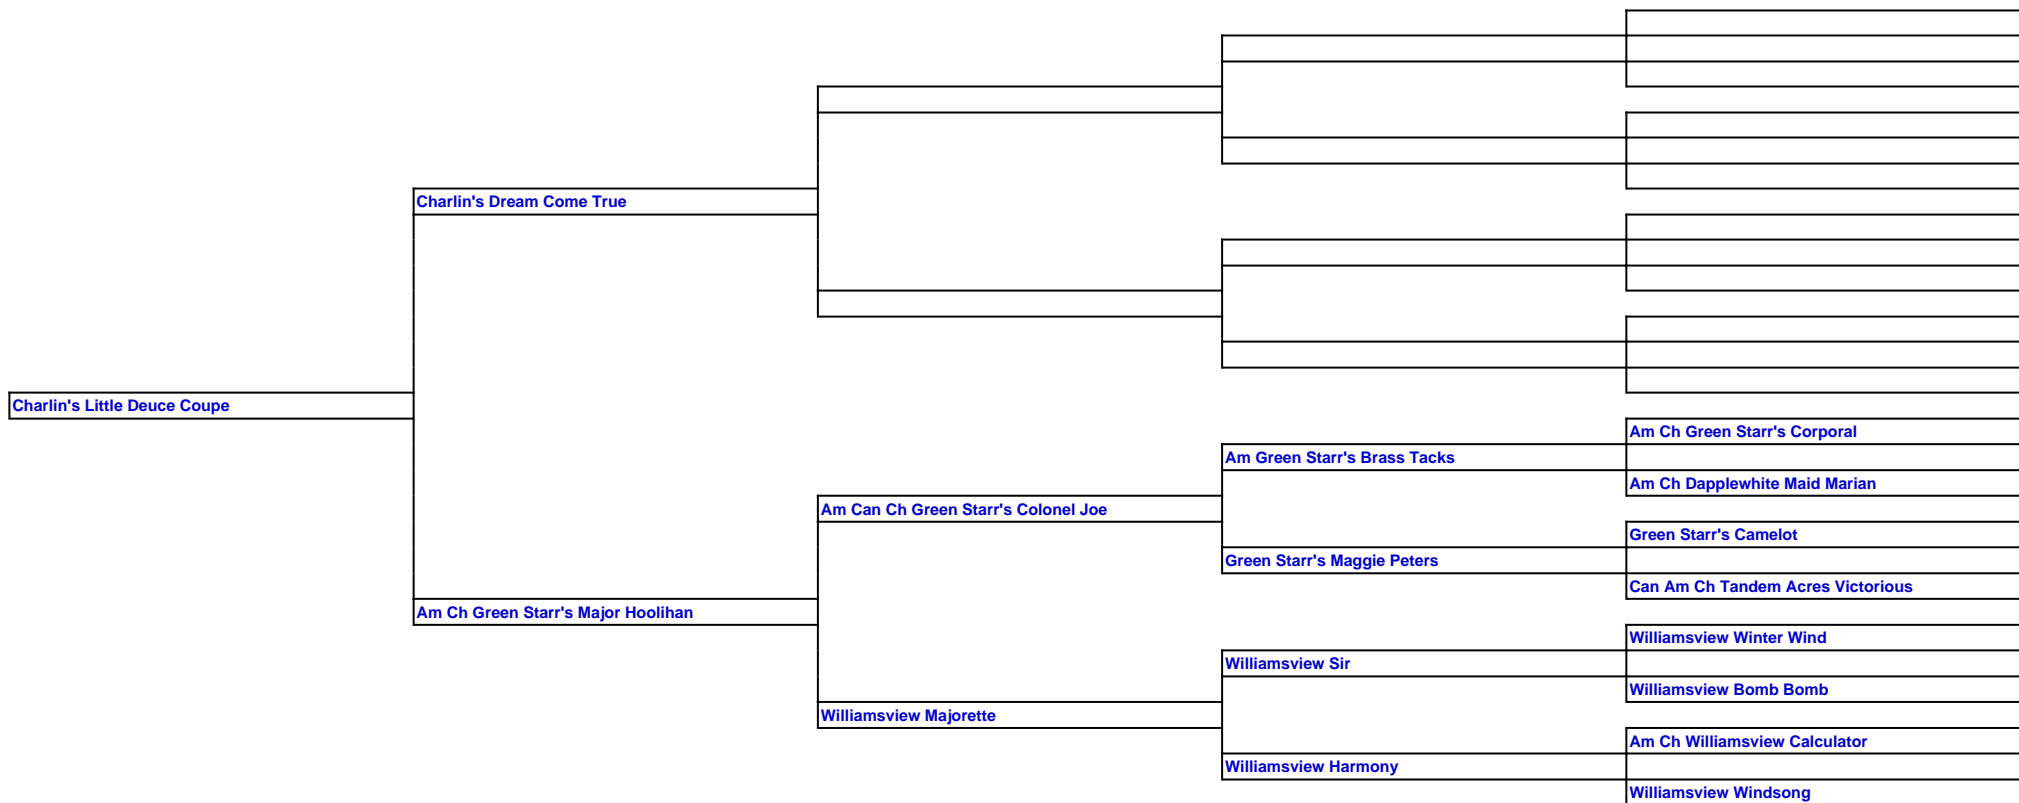 Charlin's Dream Come True
Charlin's Little Deuce Coupe
Am Ch Green Starr's Corporal
Am Green Starr's Brass Tacks
Am Ch Dapplewhite Maid Marian
Am Can Ch Green Starr's Colonel Joe
Green Starr's Camelot
Green Starr's Maggie Peters
Can Am Ch Tandem Acres Victorious
Am Ch Green Starr's Major Hoolihan
Williamsview Winter Wind
Williamsview Sir
Williamsview Bomb Bomb
Williamsview Majorette
Am Ch Williamsview Calculator
Williamsview Harmony
Williamsview Windsong